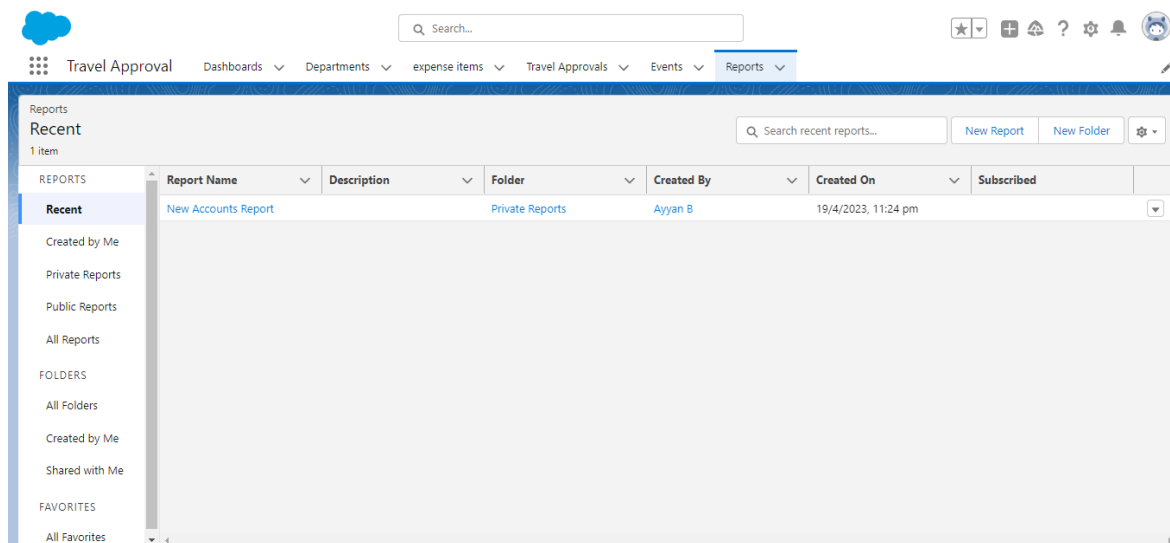 Search...
Travel Approval Dashboards Departments expense items Travel Approvals Events Reports
Reports
Recent
1 item
Search recent reports...
New Report New Folder
REPORTS
Recent
Created by Me
Private Reports
Public Reports
All Reports
FOLDERS
All Folders
Created by Me
Shared with Me
FAVORITES
All Favorites
Report Name Description Folder Created By Created On Subscribed
New Accounts Report Private Reports Ayyan B 19/4/2023, 11:24 pm